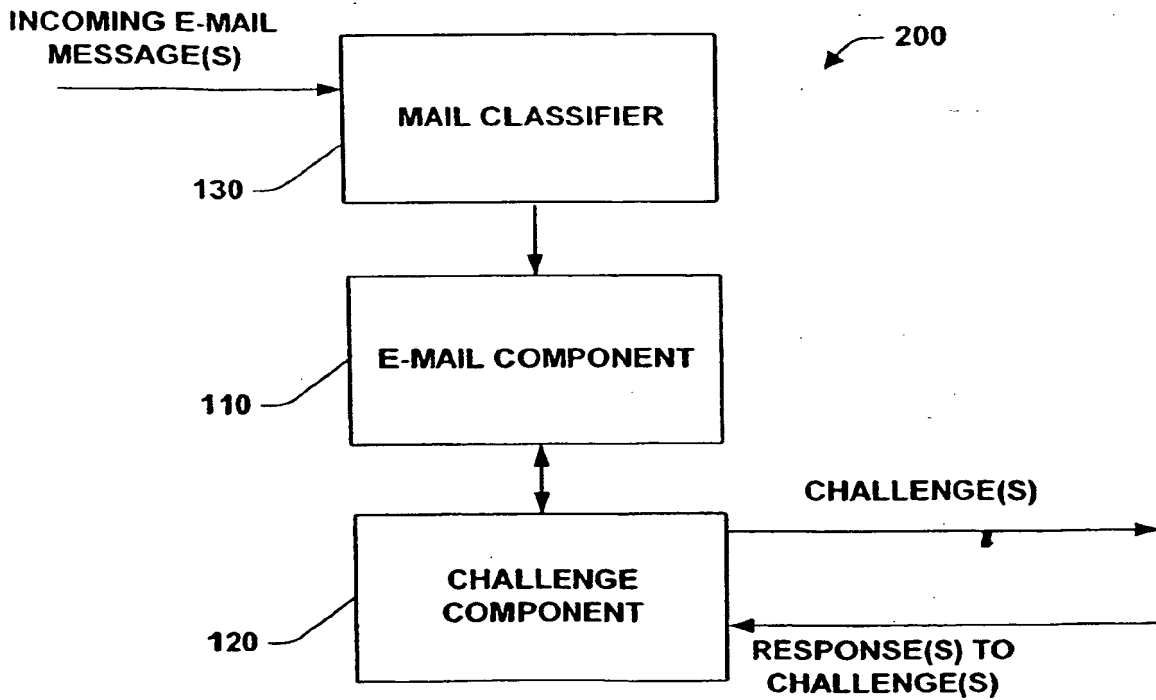 INCOMING E-MAIL
MESSAGE(S)
200
MAIL CLASSIFIER
130
E-MAIL COMPONENT
110
CHALLENGE(S)
CHALLENGE
COMPONENT
120
RESPONSE(S) TO
CHALLENGE(S)